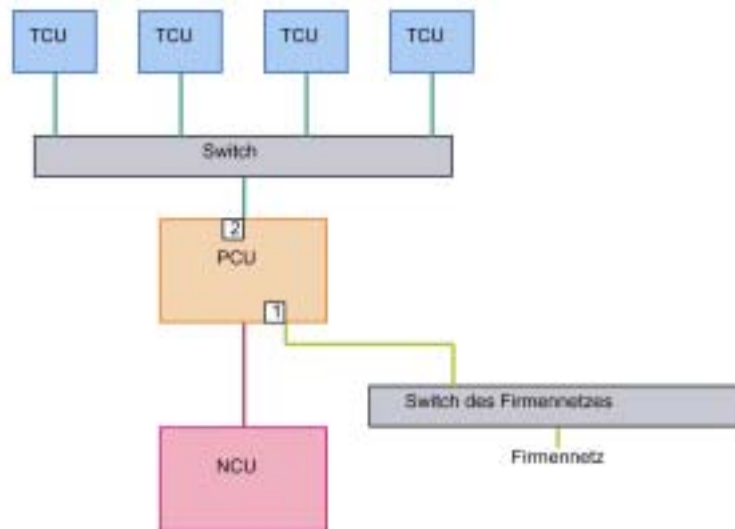 TCU TCU TCU TCU
Switch
2
PCU
1
Switch des Firmennetzes
Firmennetz
NCU